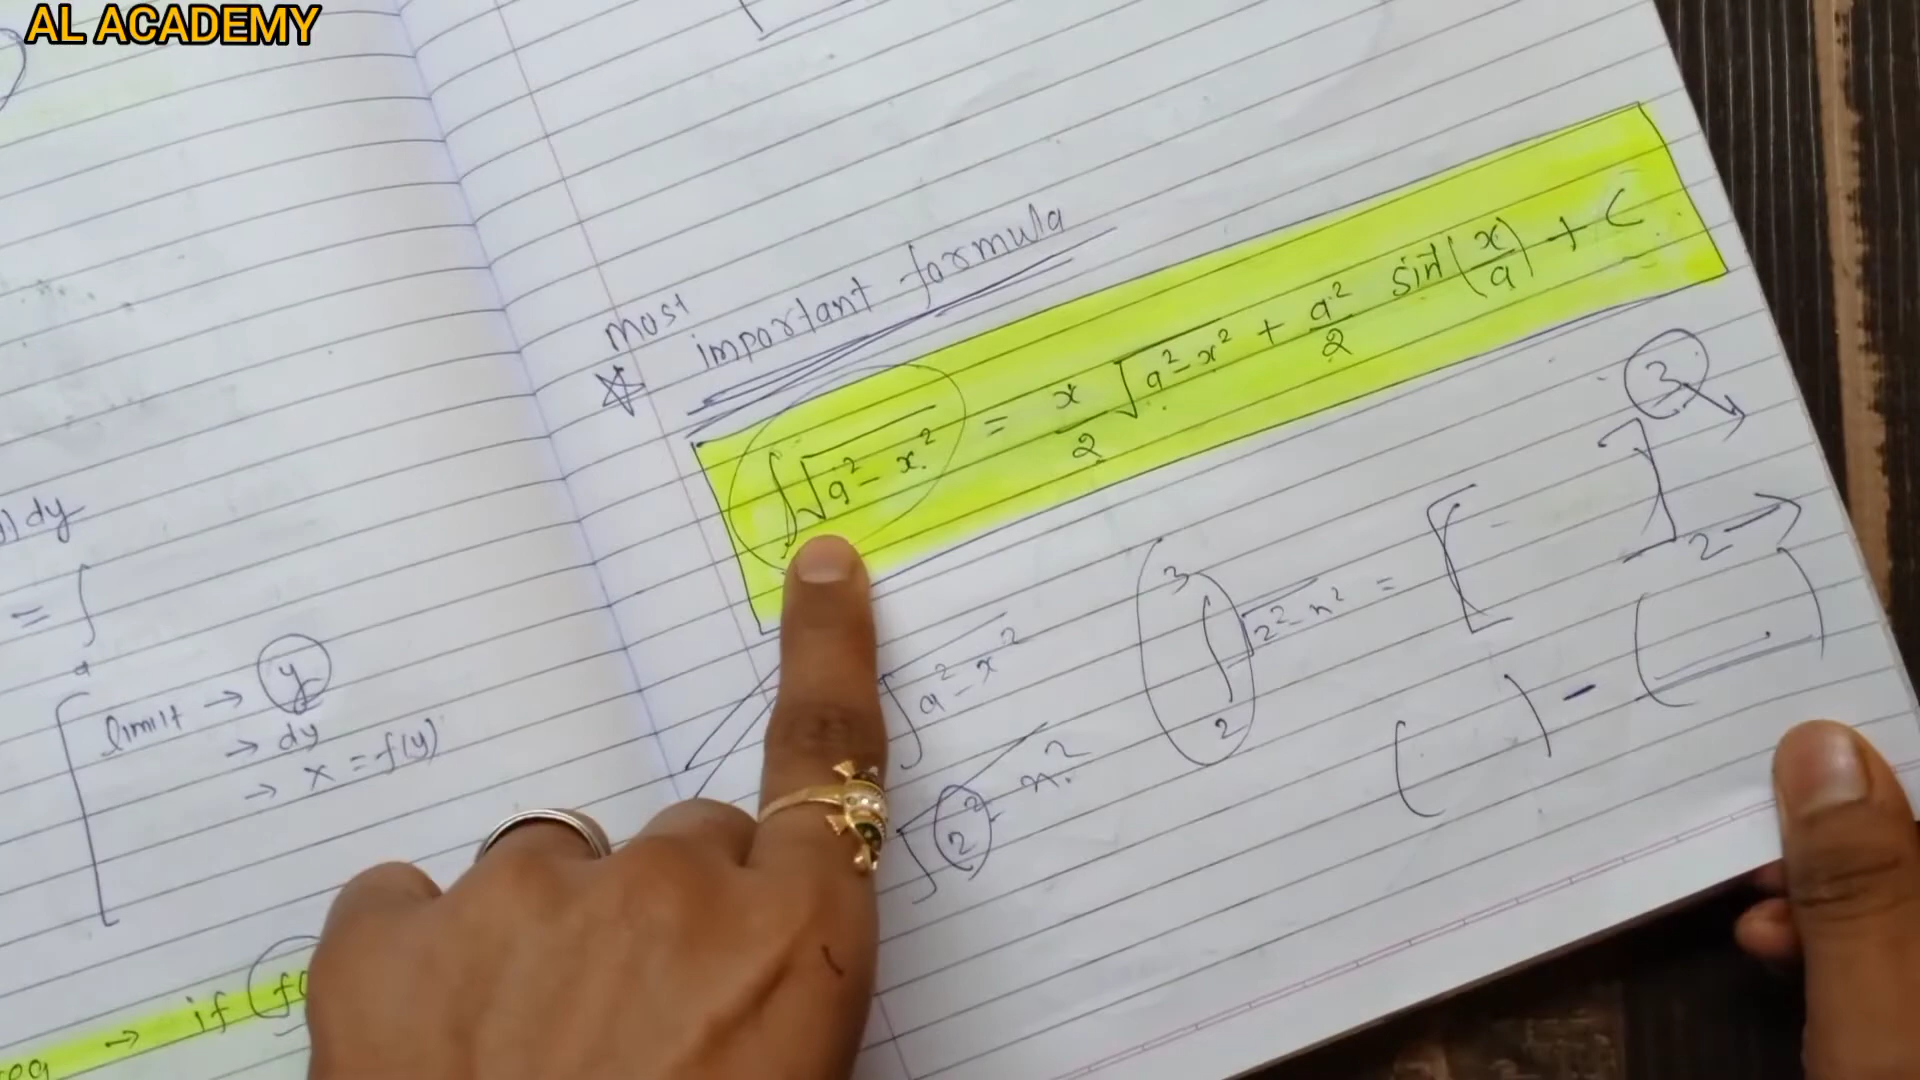 AL ACADEMY
) dy
= ∫
a
limit → y
→ dy
→ x = f(y)
→ if f(
most
important formula
∫√a²-x² = x/2 √a²-x² + a²/2 sin⁻¹(x/a) + C
∫√a²-x²
∫√2²-x²
3
∫√2²-x² = [ ]
2
3
2
( ) - ( )